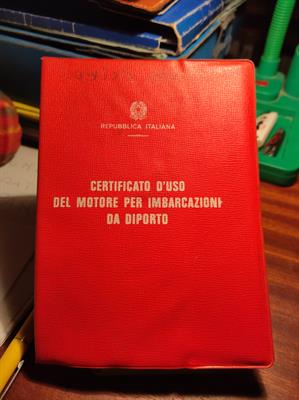 REPUBBLICA ITALIANA
CERTIFICATO D'USO
DEL MOTORE PER IMBARCAZIONI
DA DIPORTO